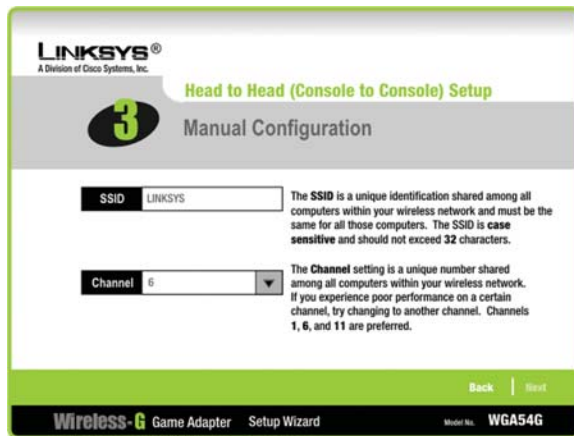 LINKSYS®
A Division of Cisco Systems, Inc.
Head to Head (Console to Console) Setup
3
Manual Configuration
SSID LINKSYS
The SSID is a unique identification shared among all
computers within your wireless network and must be the
same for all those computers. The SSID is case
sensitive and should not exceed 32 characters.
Channel 6
The Channel setting is a unique number shared
among all computers within your wireless network.
If you experience poor performance on a certain
channel, try changing to another channel. Channels
1, 6, and 11 are preferred.
Back Next
Wireless-G Game Adapter Setup Wizard Model No. WGA54G